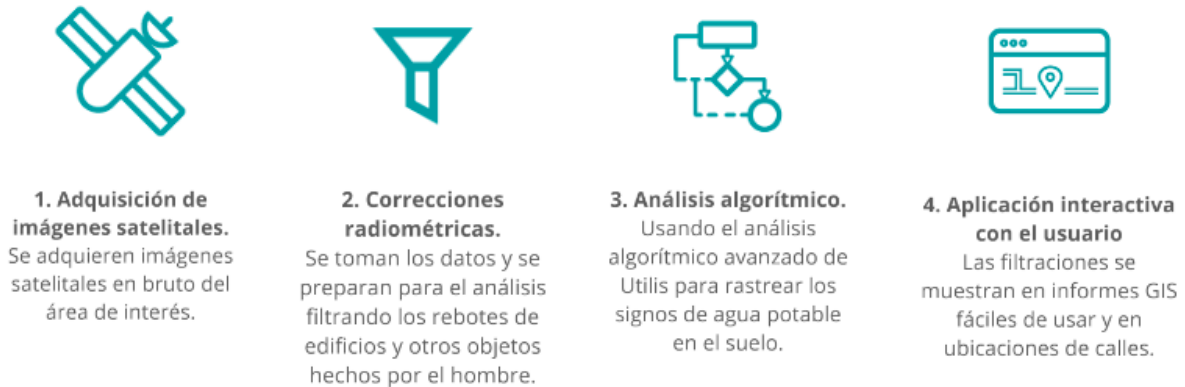 1. Adquisición de
imágenes satelitales.
Se adquieren imágenes
satelitales en bruto del
área de interés.
2. Correcciones
radiométricas.
Se toman los datos y se
preparan para el análisis
filtrando los rebotes de
edificios y otros objetos
hechos por el hombre.
3. Análisis algorítmico.
Usando el análisis
algorítmico avanzado de
Utilis para rastrear los
signos de agua potable
en el suelo.
4. Aplicación interactiva
con el usuario
Las filtraciones se
muestran en informes GIS
fáciles de usar y en
ubicaciones de calles.